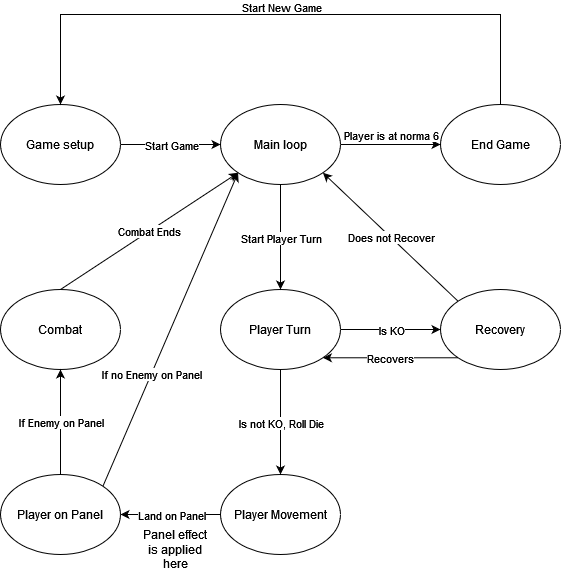 Start New Game
Game setup
Start Game
Main loop
Player is at norma 6
End Game
Combat Ends
Start Player Turn
Does not Recover
Combat
Player Turn
Is KO
Recovery
Recovers
If no Enemy on Panel
If Enemy on Panel
Is not KO, Roll Die
Player on Panel
Land on Panel
Player Movement
Panel effect
is applied
here